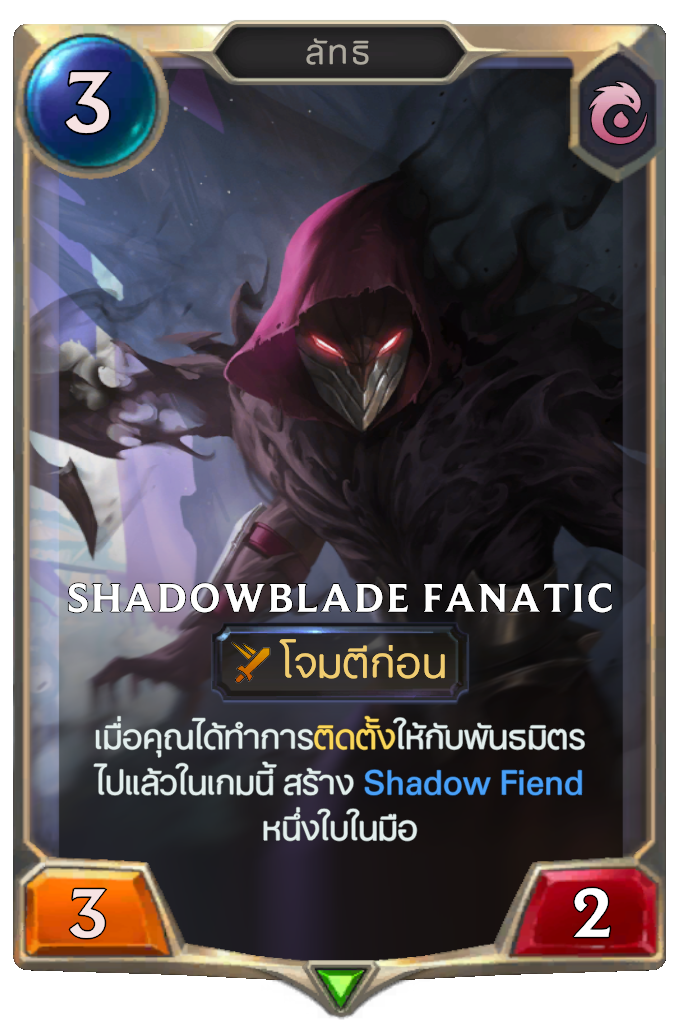 ลัทธิ
3
SHADOWBLADE FANATIC
โจมตีก่อน
เมื่อคุณได้ทำการติดตั้งให้กับพันธมิตร
ไปแล้วในเกมนี้ สร้าง Shadow Fiend
หนึ่งใบในมือ
3
2